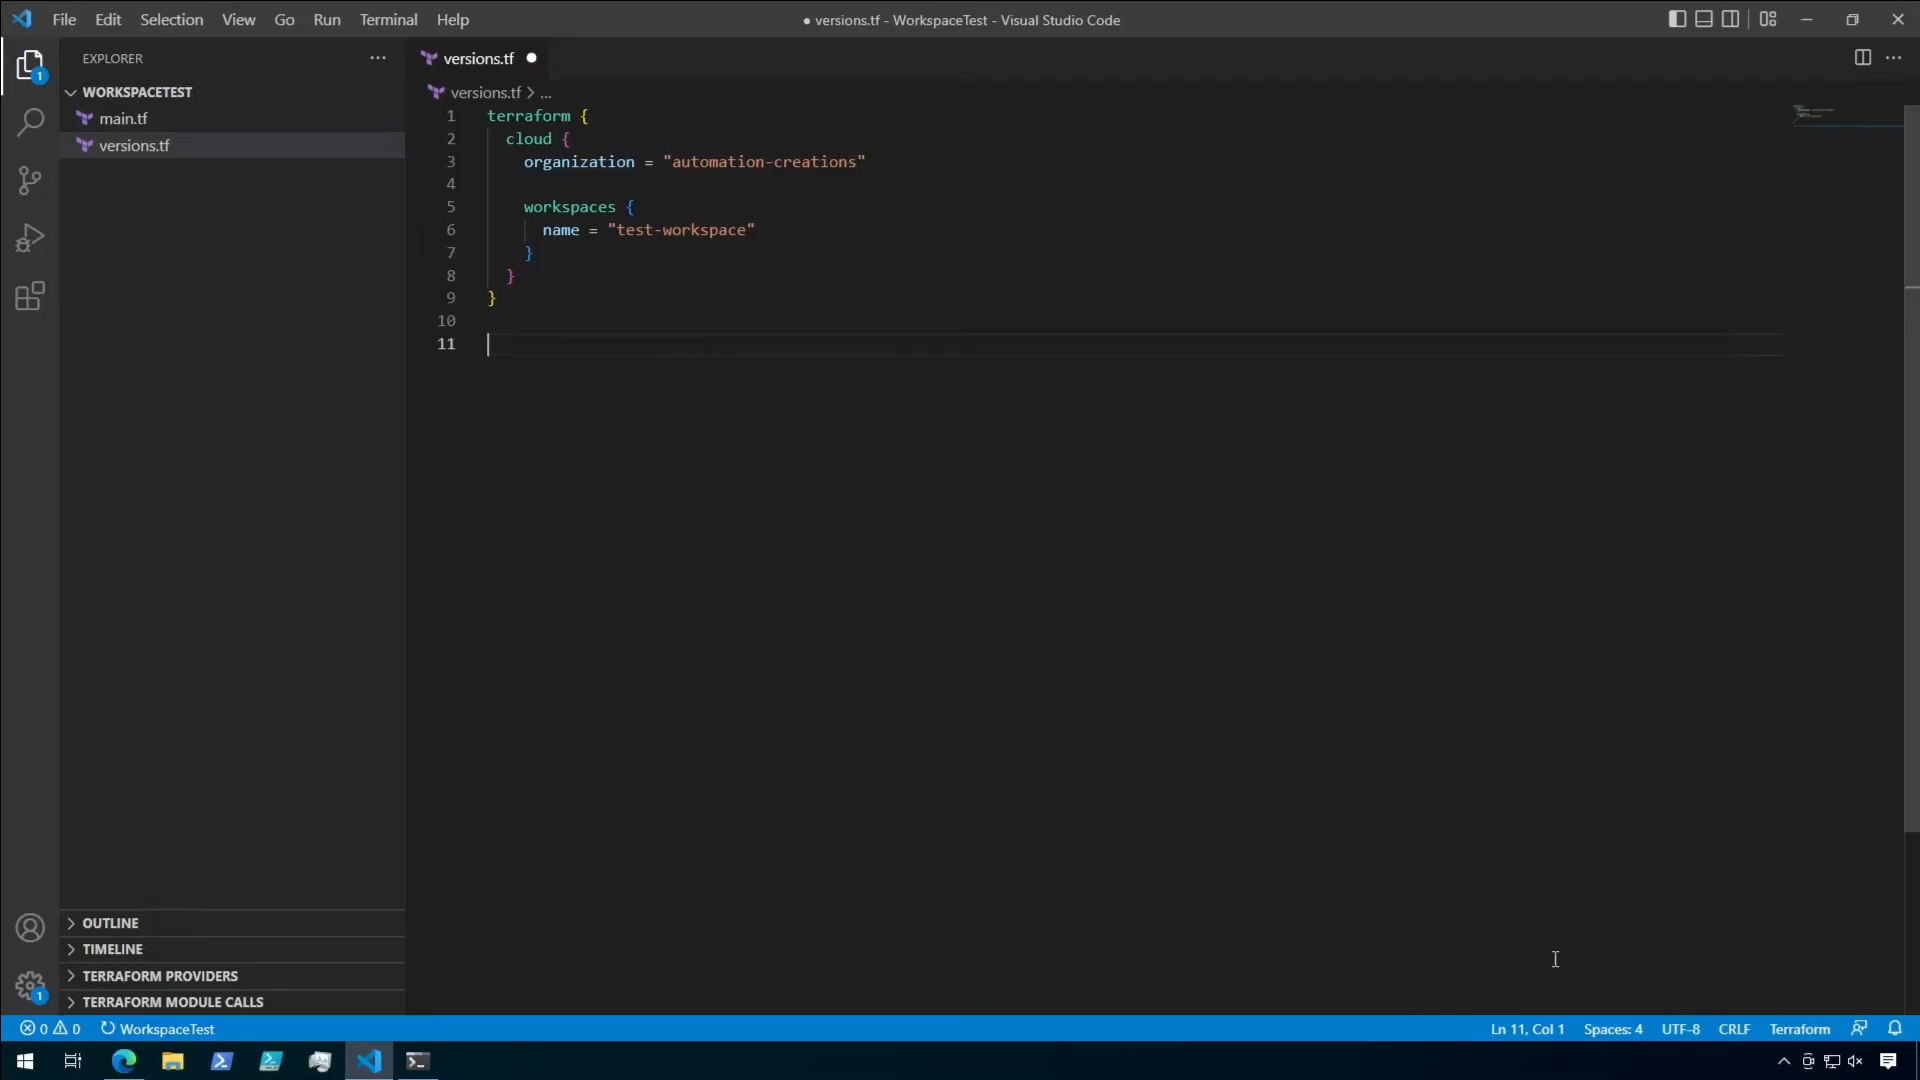 File Edit Selection View Go Run Terminal Help
● versions.tf - WorkspaceTest - Visual Studio Code
EXPLORER
WORKSPACETEST
main.tf
versions.tf
OUTLINE
TIMELINE
TERRAFORM PROVIDERS
TERRAFORM MODULE CALLS
1
1
versions.tf
versions.tf > ...
1 terraform {
2 cloud {
3 organization = "automation-creations"
4
5 workspaces {
6 name = "test-workspace"
7 }
8 }
9 }
10
11
0 0 WorkspaceTest
Ln 11, Col 1 Spaces: 4 UTF-8 CRLF Terraform